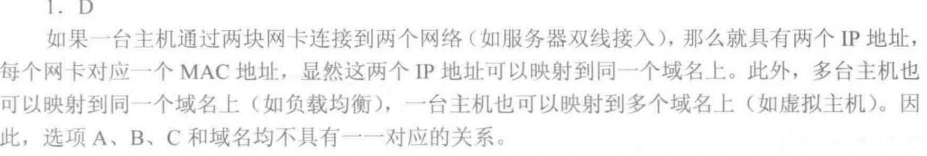 1. D
如果一台主机通过两块网卡连接到两个网络（如服务器双线接入），那么就具有两个 IP 地址，
每个网卡对应一个 MAC 地址，显然这两个 IP 地址可以映射到同一个域名上。此外，多台主机也
可以映射到同一个域名上（如负载均衡），一台主机也可以映射到多个域名上（如虚拟主机）。因
此，选项 A、B、C 和域名均不具有一一对应的关系。